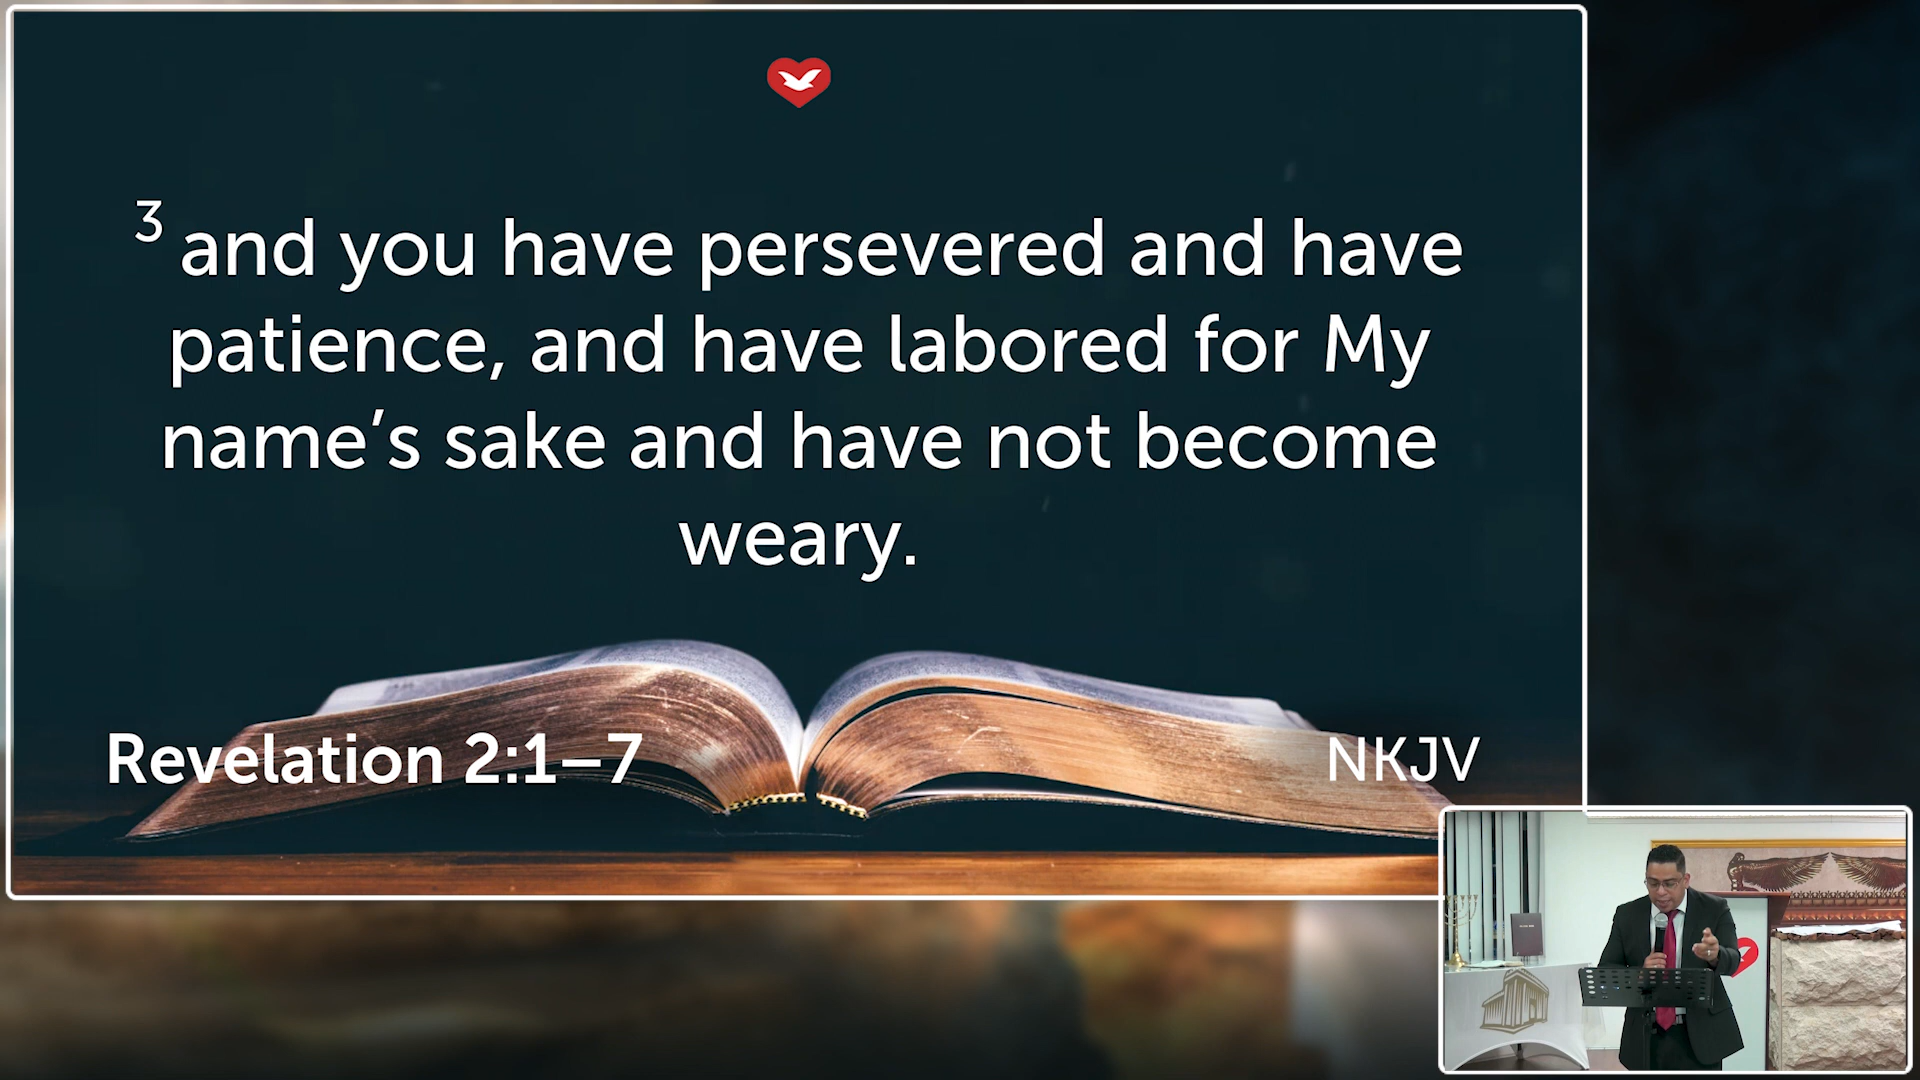 3 and you have persevered and have
patience, and have labored for My
name’s sake and have not become
weary.
Revelation 2:1–7
NKJV